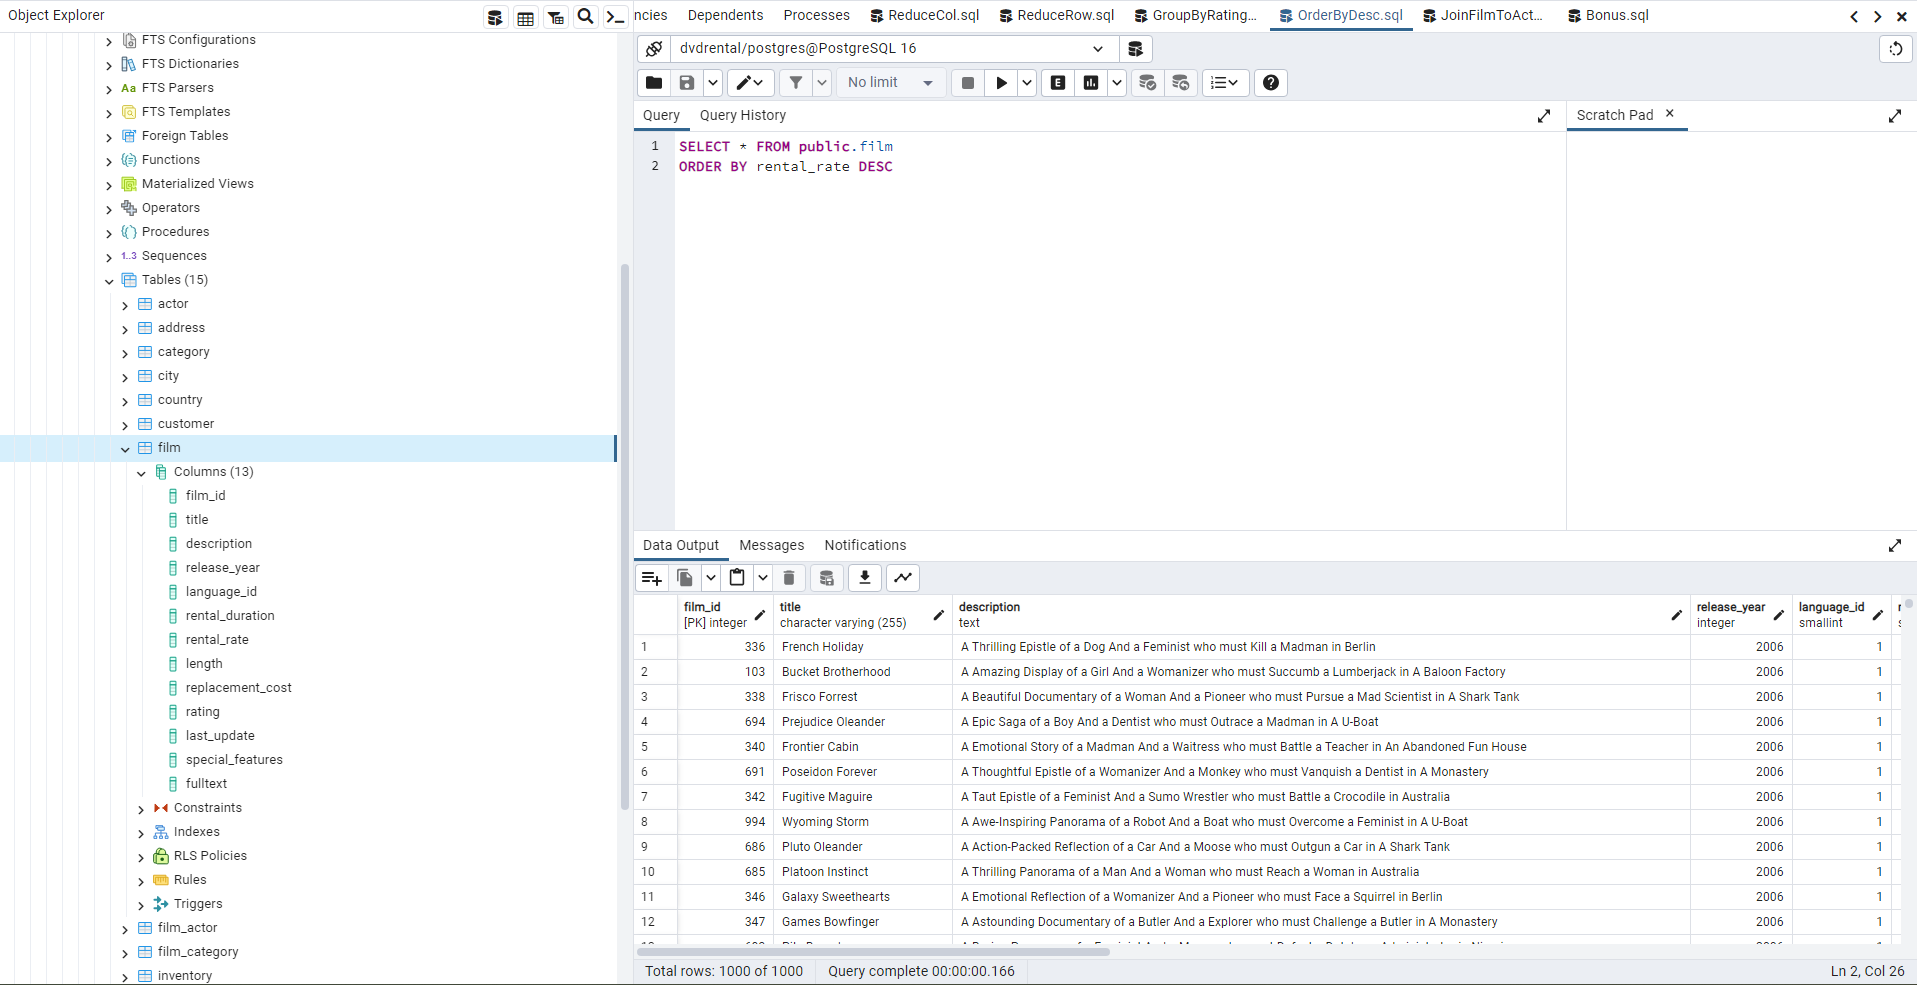 Object Explorer
FTS Configurations
FTS Dictionaries
Aa FTS Parsers
FTS Templates
Foreign Tables
Functions
Materialized Views
Operators
Procedures
1..3 Sequences
Tables (15)
actor
address
category
city
country
customer
film
Columns (13)
film_id
title
description
release_year
language_id
rental_duration
rental_rate
length
replacement_cost
rating
last_update
special_features
fulltext
Constraints
Indexes
RLS Policies
Rules
Triggers
film_actor
film_category
inventory
ncies Dependents Processes ReduceCol.sql ReduceRow.sql GroupByRating... OrderByDesc.sql JoinFilmToAct... Bonus.sql
dvdrental/postgres@PostgreSQL 16
No limit E
Query Query History Scratch Pad
1 SELECT * FROM public.film
2 ORDER BY rental_rate DESC
Data Output Messages Notifications
film_id title description release_year language_id
[PK] integer character varying (255) text integer smallint
1 336 French Holiday A Thrilling Epistle of a Dog And a Feminist who must Kill a Madman in Berlin 2006 1
2 103 Bucket Brotherhood A Amazing Display of a Girl And a Womanizer who must Succumb a Lumberjack in A Baloon Factory 2006 1
3 338 Frisco Forrest A Beautiful Documentary of a Woman And a Pioneer who must Pursue a Mad Scientist in A Shark Tank 2006 1
4 694 Prejudice Oleander A Epic Saga of a Boy And a Dentist who must Outrace a Madman in A U-Boat 2006 1
5 340 Frontier Cabin A Emotional Story of a Madman And a Waitress who must Battle a Teacher in An Abandoned Fun House 2006 1
6 691 Poseidon Forever A Thoughtful Epistle of a Womanizer And a Monkey who must Vanquish a Dentist in A Monastery 2006 1
7 342 Fugitive Maguire A Taut Epistle of a Feminist And a Sumo Wrestler who must Battle a Crocodile in Australia 2006 1
8 994 Wyoming Storm A Awe-Inspiring Panorama of a Robot And a Boat who must Overcome a Feminist in A U-Boat 2006 1
9 686 Pluto Oleander A Action-Packed Reflection of a Car And a Moose who must Outgun a Car in A Shark Tank 2006 1
10 685 Platoon Instinct A Thrilling Panorama of a Man And a Woman who must Reach a Woman in Australia 2006 1
11 346 Galaxy Sweethearts A Emotional Reflection of a Womanizer And a Pioneer who must Face a Squirrel in Berlin 2006 1
12 347 Games Bowfinger A Astounding Documentary of a Butler And a Explorer who must Challenge a Butler in A Monastery 2006 1
Total rows: 1000 of 1000 Query complete 00:00:00.166 Ln 2, Col 26